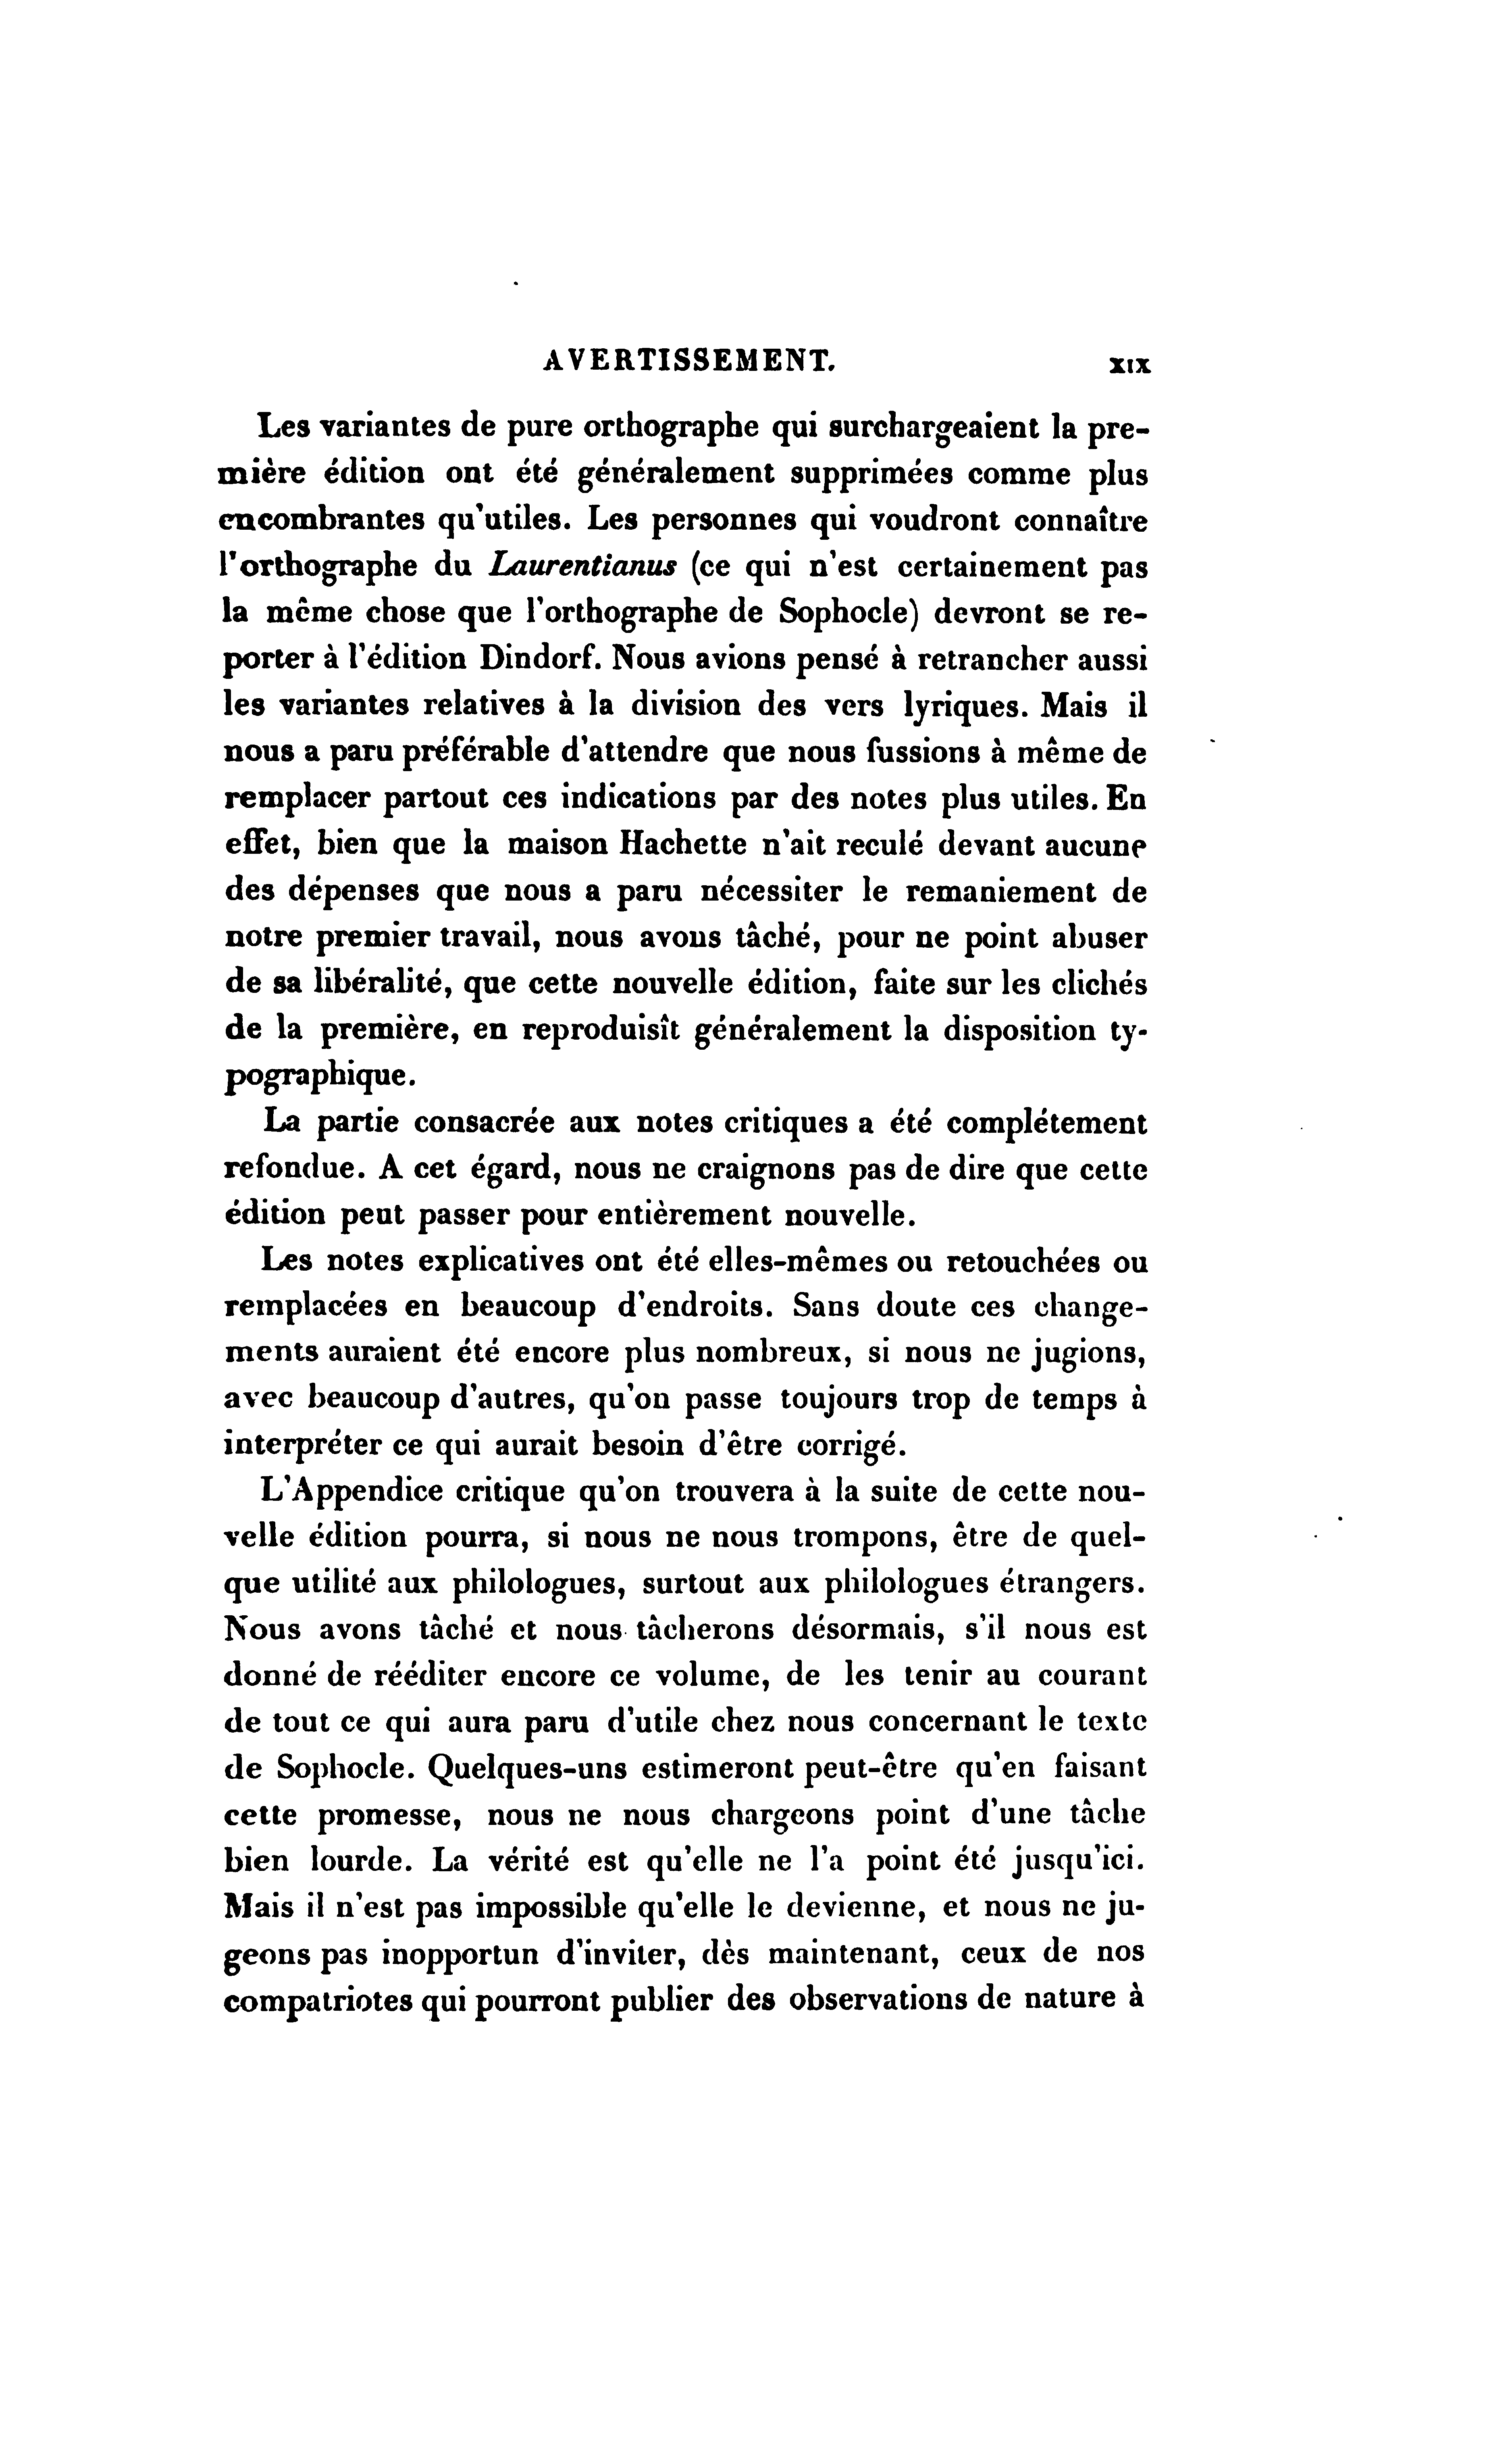 AVERTISSEMENT. XIX
Les variantes de pure orthographe qui surchargeaient la pre-
mière édition ont été généralement supprimées comme plus
encombrantes qu'utiles. Les personnes qui voudront connaître
l'orthographe du Laurentianus (ce qui n'est certainement pas
la même chose que l'orthographe de Sophocle) devront se re-
porter à l'édition Dindorf. Nous avions pensé à retrancher aussi
les variantes relatives à la division des vers lyriques. Mais il
nous a paru préférable d'attendre que nous fussions à même de
remplacer partout ces indications par des notes plus utiles. En
effet, bien que la maison Hachette n'ait reculé devant aucune
des dépenses que nous a paru nécessiter le remaniement de
notre premier travail, nous avons tâché, pour ne point abuser
de sa libéralité, que cette nouvelle édition, faite sur les clichés
de la première, en reproduisît généralement la disposition ty-
pographique.
La partie consacrée aux notes critiques a été complétement
refondue. A cet égard, nous ne craignons pas de dire que cette
édition peut passer pour entièrement nouvelle.
Les notes explicatives ont été elles-mêmes ou retouchées ou
remplacées en beaucoup d'endroits. Sans doute ces change-
ments auraient été encore plus nombreux, si nous ne jugions,
avec beaucoup d'autres, qu'on passe toujours trop de temps à
interpréter ce qui aurait besoin d'être corrigé.
L'Appendice critique qu'on trouvera à la suite de cette nou-
velle édition pourra, si nous ne nous trompons, être de quel-
que utilité aux philologues, surtout aux philologues étrangers.
Nous avons tâché et nous tâcherons désormais, s'il nous est
donné de rééditer encore ce volume, de les tenir au courant
de tout ce qui aura paru d'utile chez nous concernant le texte
de Sophocle. Quelques-uns estimeront peut-être qu'en faisant
cette promesse, nous ne nous chargeons point d'une tâche
bien lourde. La vérité est qu'elle ne l'a point été jusqu'ici.
Mais il n'est pas impossible qu'elle le devienne, et nous ne ju-
geons pas inopportun d'inviter, dès maintenant, ceux de nos
compatriotes qui pourront publier des observations de nature à